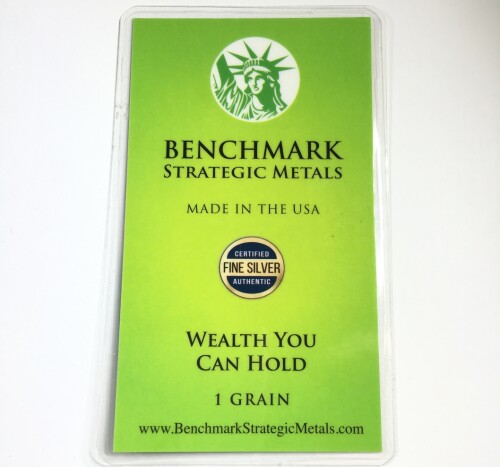 BENCHMARK
STRATEGIC METALS
MADE IN THE USA
CERTIFIED
FINE SILVER
AUTHENTIC
WEALTH YOU
CAN HOLD
1 GRAIN
www.BenchmarkStrategicMetals.com